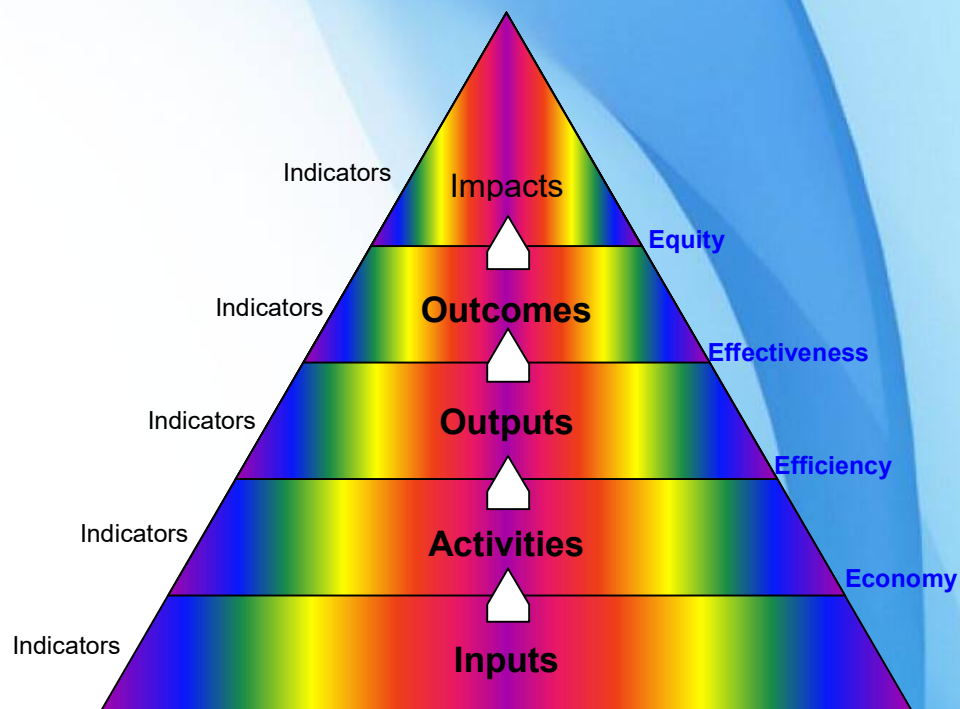 Indicators
Impacts
Equity
Indicators
Outcomes
Effectiveness
Indicators
Outputs
Efficiency
Indicators
Activities
Economy
Indicators
Inputs